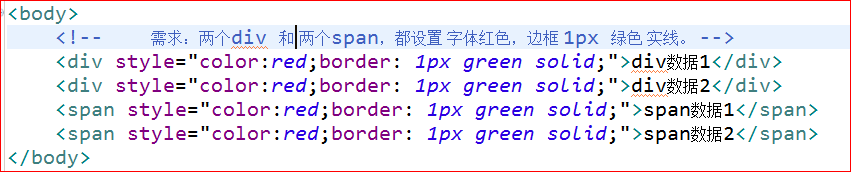 <body>
<!-- 需求：两个div 和两个span，都设置 字体红色，边框 1px 绿色 实线。-->
<div style="color:red;border: 1px green solid;">div数据1</div>
<div style="color:red;border: 1px green solid;">div数据2</div>
<span style="color:red;border: 1px green solid;">span数据1</span>
<span style="color:red;border: 1px green solid;">span数据2</span>
</body>